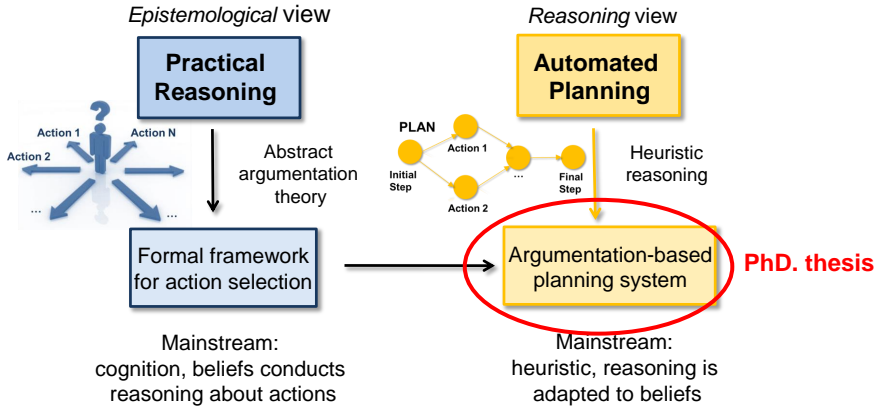 Epistemological view
Practical
Reasoning
?
Action 1
Action N
Action 2
...
...
Abstract
argumentation
theory
Formal framework
for action selection
Mainstream:
cognition, beliefs conducts
reasoning about actions
Reasoning view
Automated
Planning
PLAN
Initial
Step
Action 1
Action 2
...
Final
Step
Heuristic
reasoning
Argumentation-based
planning system
PhD. thesis
Mainstream:
heuristic, reasoning is
adapted to beliefs